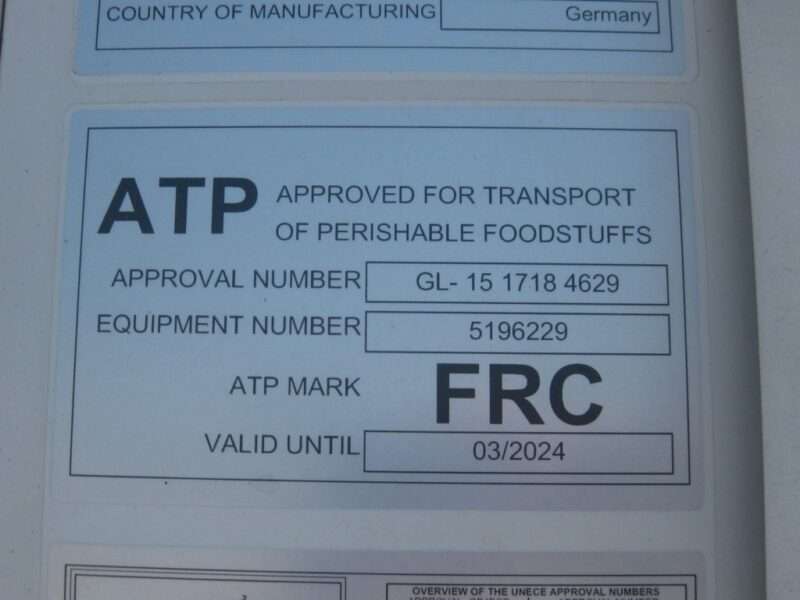 COUNTRY OF MANUFACTURING Germany
ATP APPROVED FOR TRANSPORT
OF PERISHABLE FOODSTUFFS
APPROVAL NUMBER GL- 15 1718 4629
EQUIPMENT NUMBER 5196229
ATP MARK FRC
VALID UNTIL 03/2024
OVERVIEW OF THE UNECE APPROVAL NUMBERS